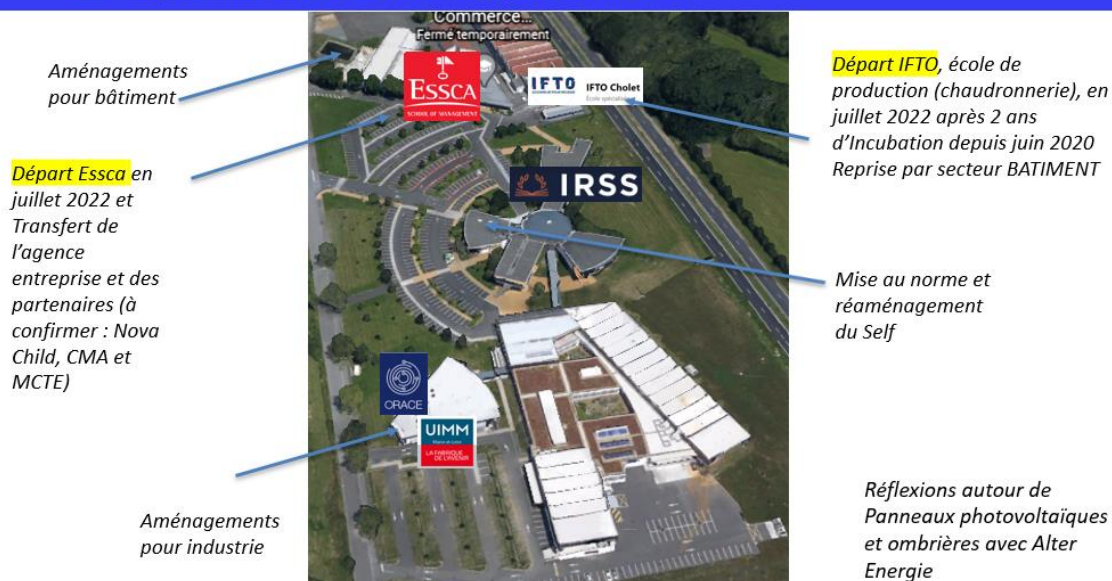 Commerce...
Fermé temporairement
Aménagements
pour bâtiment
ESSCA
SCHOOL OF MANAGEMENT
IFTO
IFTO Cholet
École spécialisée
Départ IFTO, école de
production (chaudronnerie), en
juillet 2022 après 2 ans
d'Incubation depuis juin 2020
Reprise par secteur BATIMENT
Départ Essca en
juillet 2022 et
Transfert de
l'agence
entreprise et des
partenaires (à
confirmer : Nova
Child, CMA et
MCTE)
IRSS
Mise au norme et
réaménagement
du Self
ORACE
UIMM
LA FABRIQUE
DE L'AVENIR
Aménagements
pour industrie
Réflexions autour de
Panneaux photovoltaïques
et ombrières avec Alter
Energie